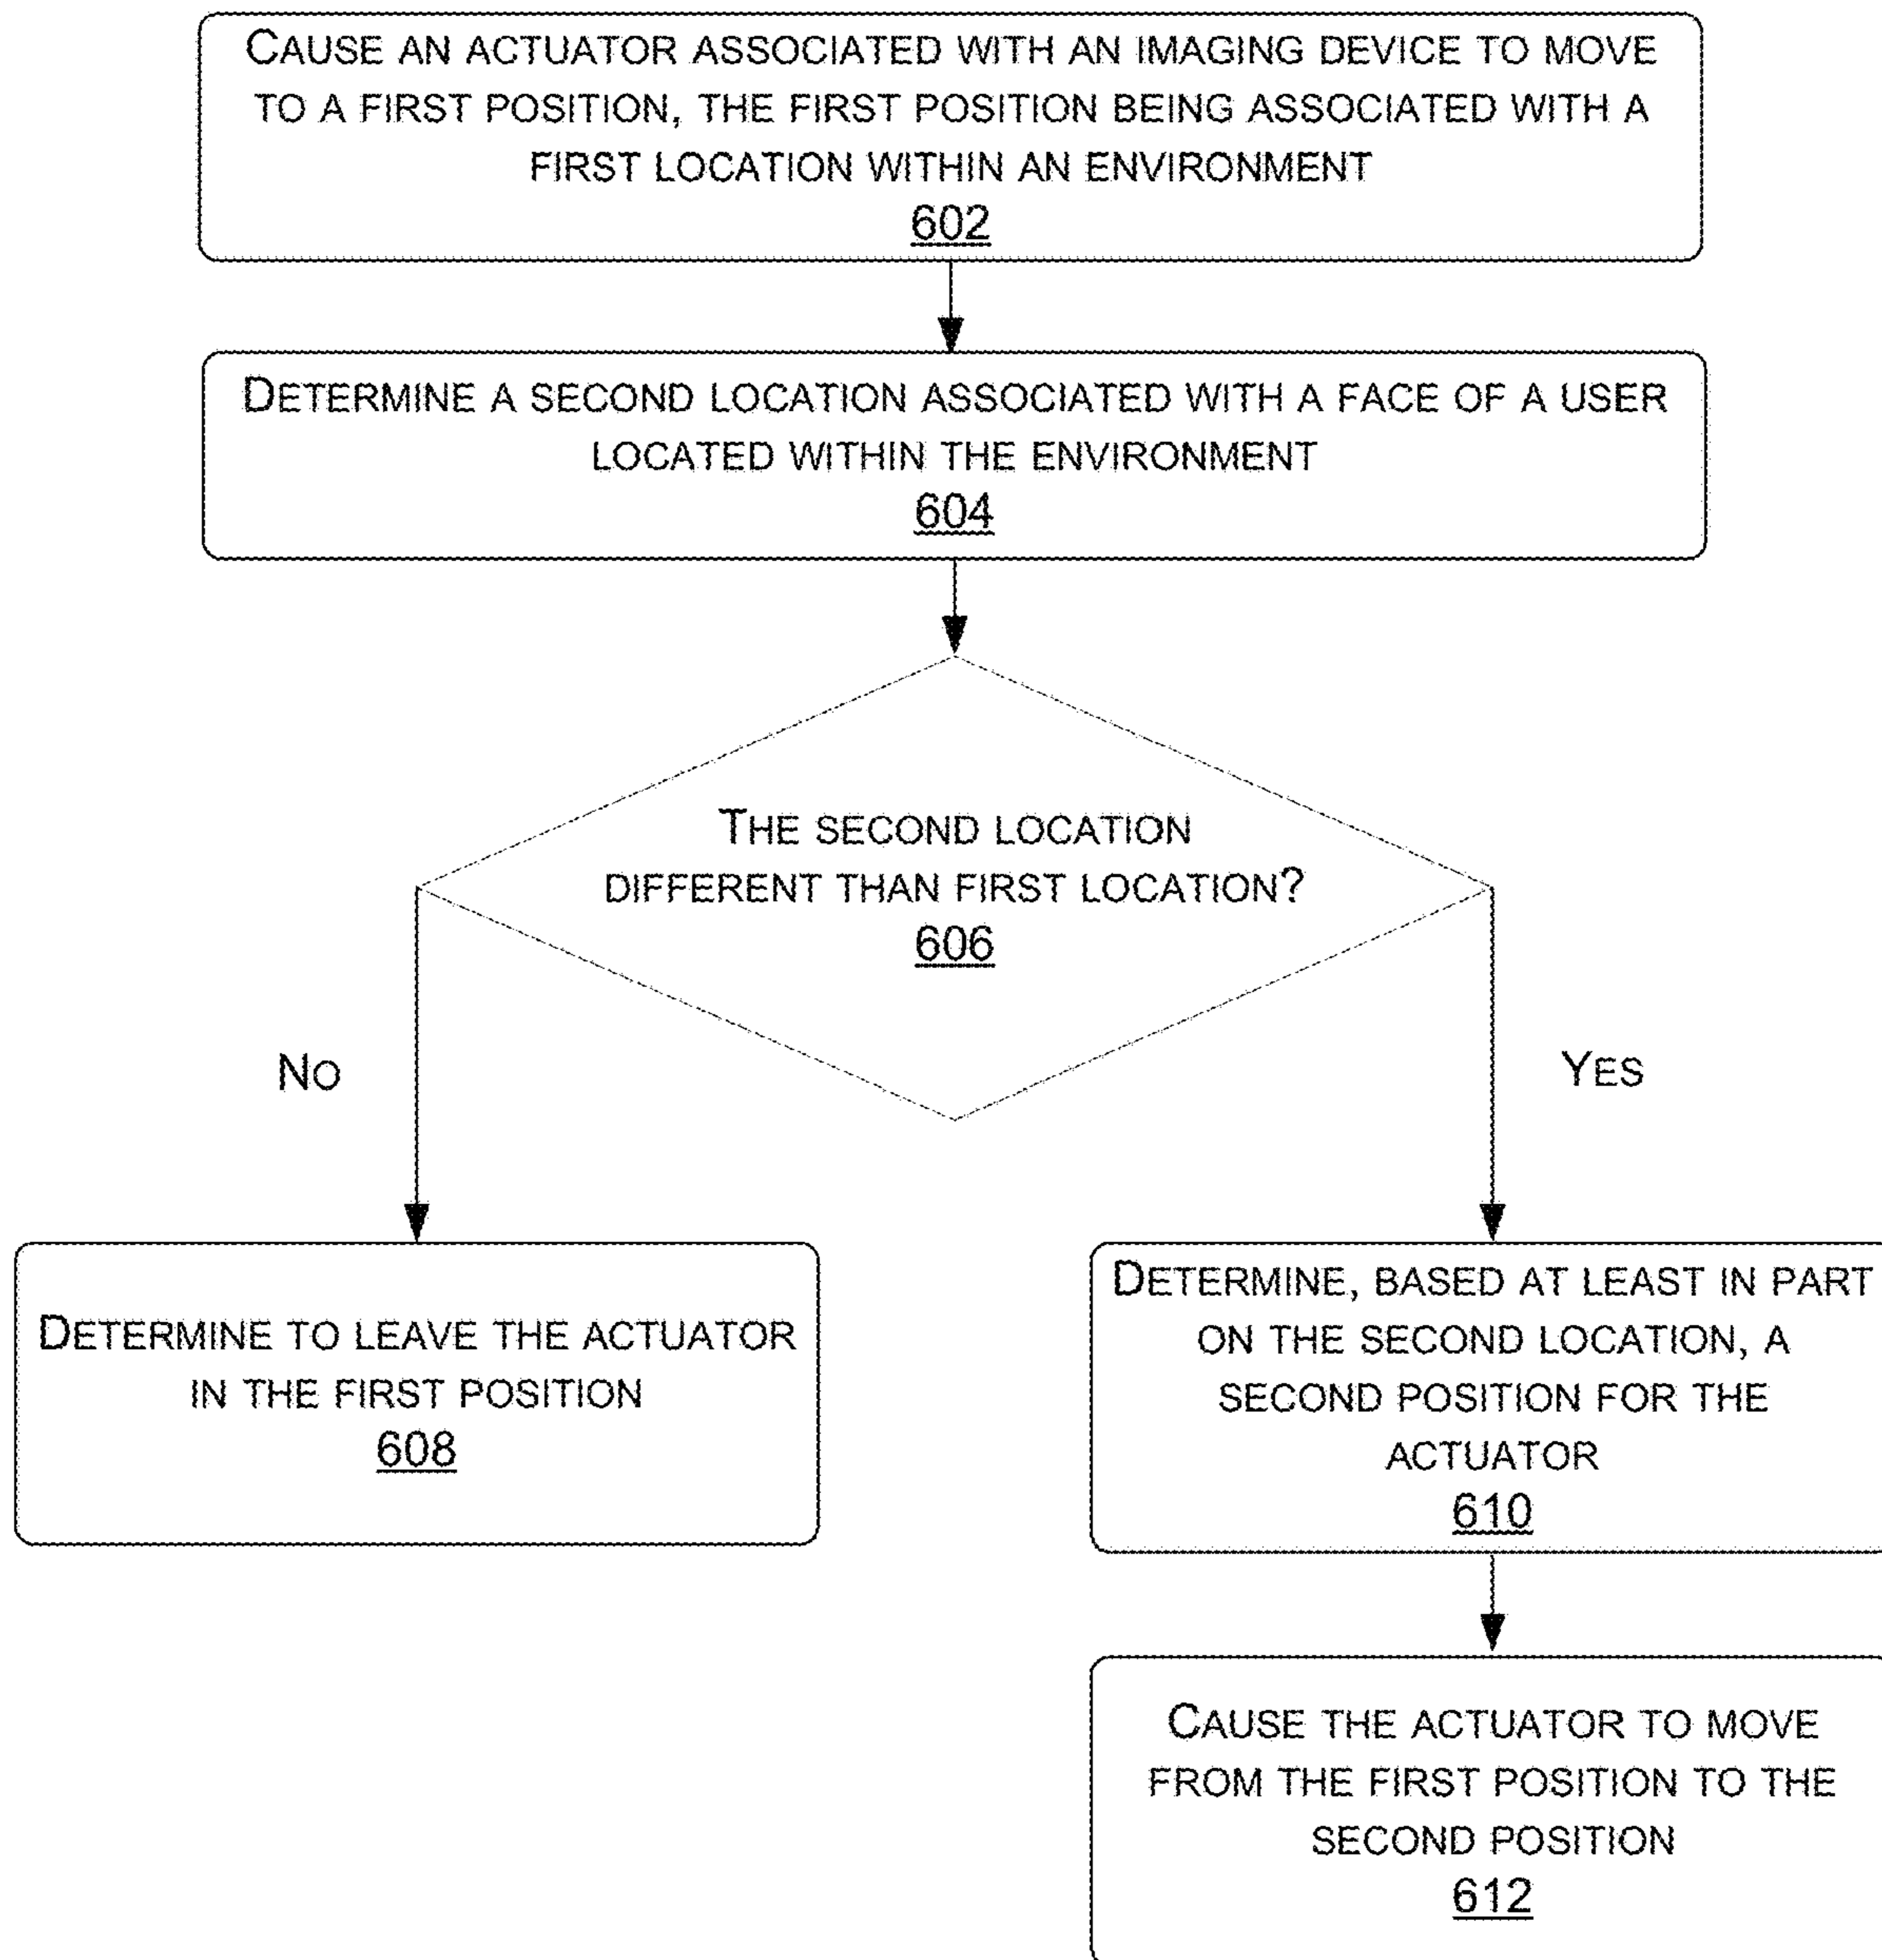 CAUSE AN ACTUATOR ASSOCIATED WITH AN IMAGING DEVICE TO MOVE
TO A FIRST POSITION, THE FIRST POSITION BEING ASSOCIATED WITH A
FIRST LOCATION WITHIN AN ENVIRONMENT
602
DETERMINE A SECOND LOCATION ASSOCIATED WITH A FACE OF A USER
LOCATED WITHIN THE ENVIRONMENT
604
THE SECOND LOCATION
DIFFERENT THAN FIRST LOCATION?
606
NO
YES
DETERMINE TO LEAVE THE ACTUATOR
IN THE FIRST POSITION
608
DETERMINE, BASED AT LEAST IN PART
ON THE SECOND LOCATION, A
SECOND POSITION FOR THE
ACTUATOR
610
CAUSE THE ACTUATOR TO MOVE
FROM THE FIRST POSITION TO THE
SECOND POSITION
612